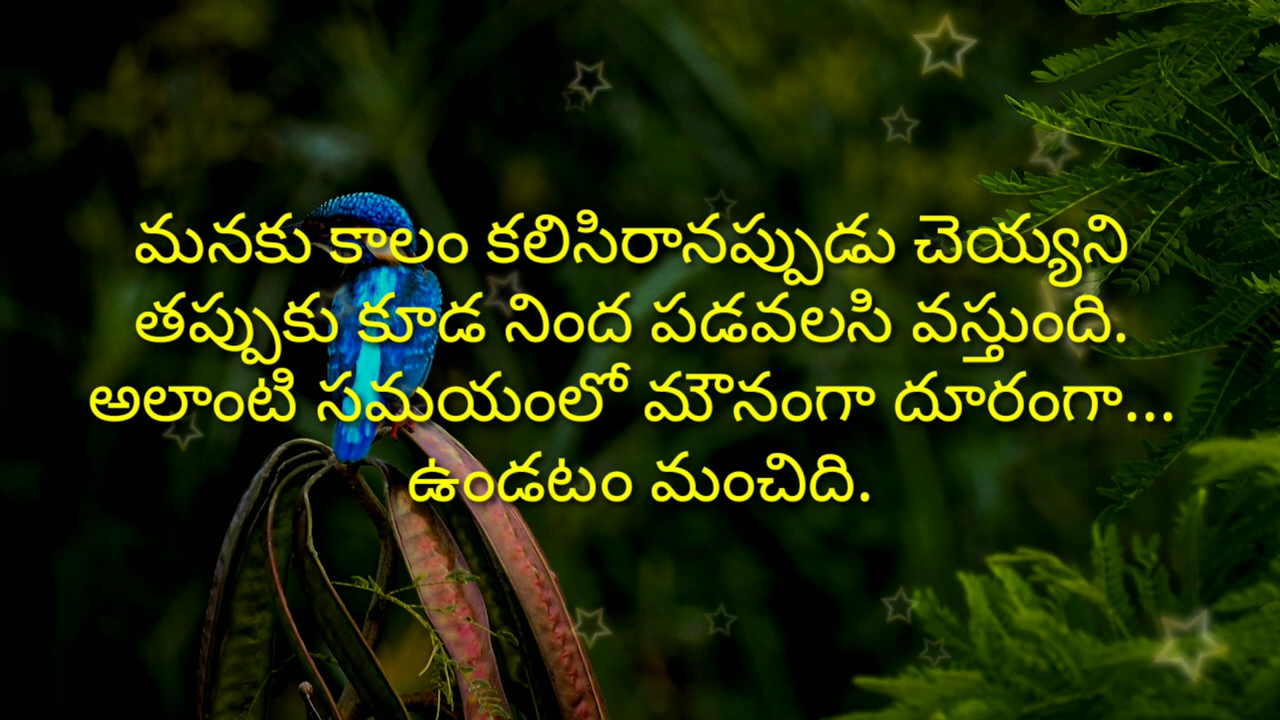 మనకు కాలం కలిసిరానప్పుడు చెయ్యని
తప్పుకు కూడ నింద పడవలసి వస్తుంది.
అలాంటి సమయంలో మౌనంగా దూరంగా...
ఉండటం మంచిది.